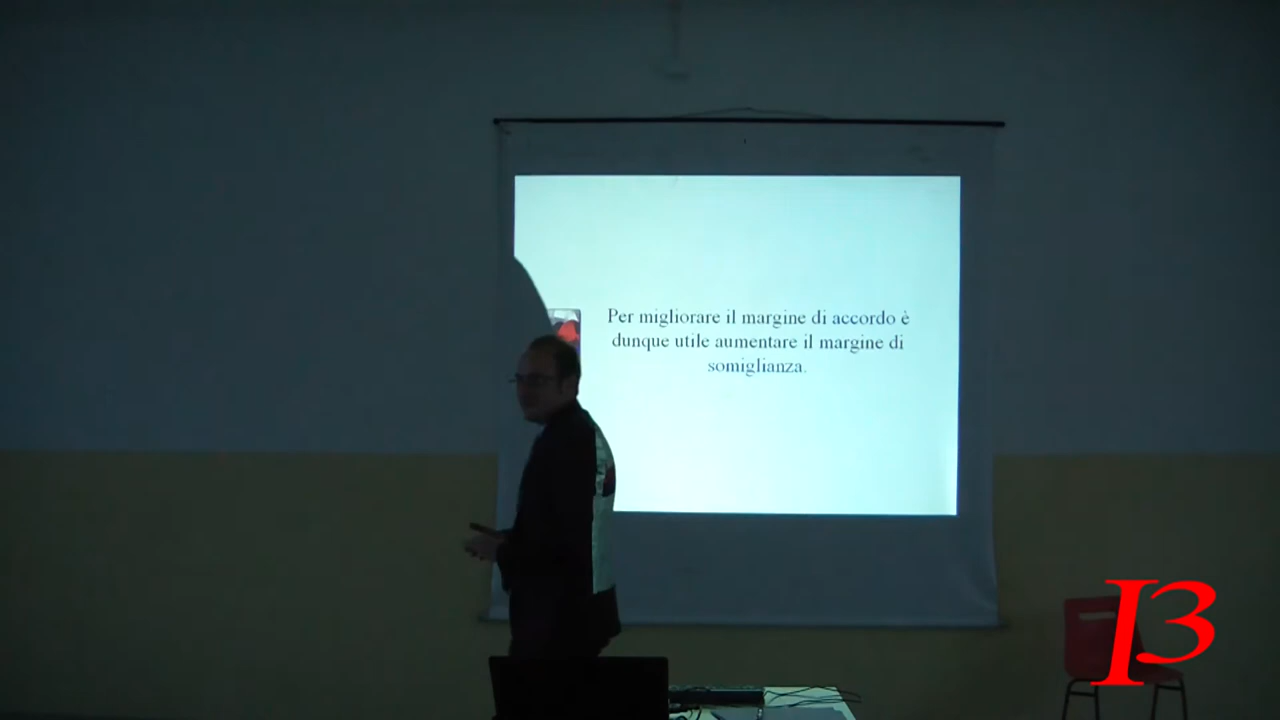 Per migliorare il margine di accordo è
dunque utile aumentare il margine di
somiglianza.
I3